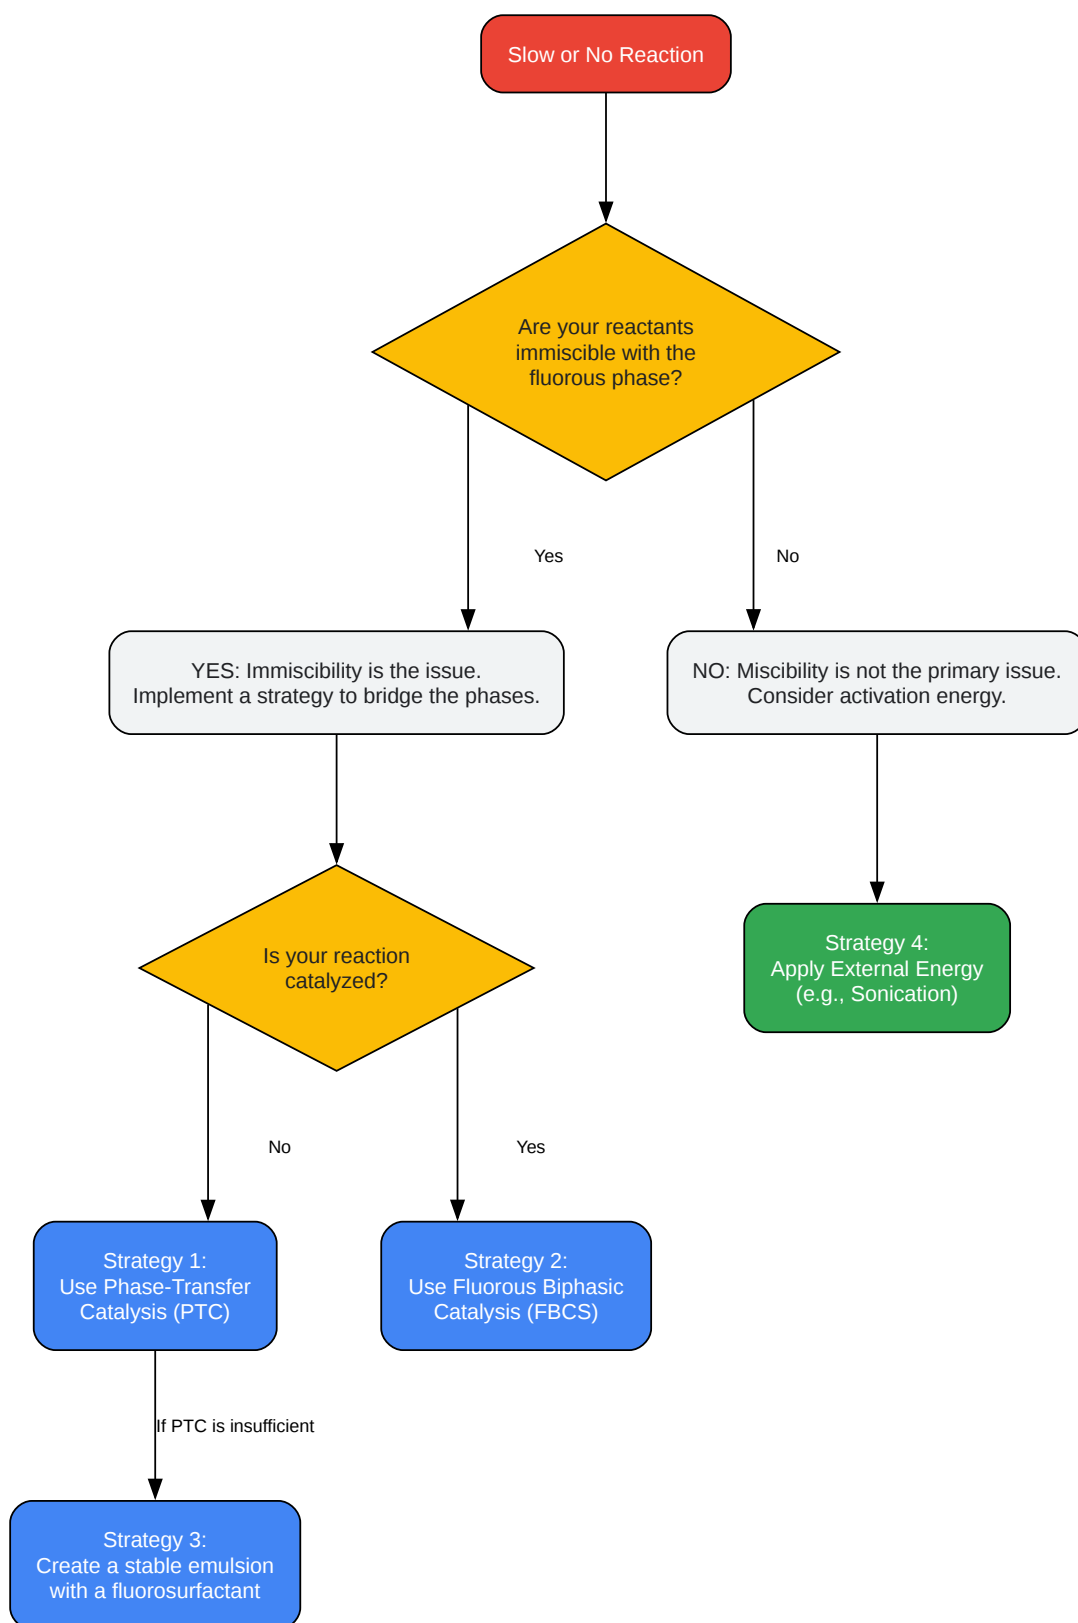 Slow or No Reaction
Are your reactants
immiscible with the
fluorous phase?
Yes
No
YES: Immiscibility is the issue.
Implement a strategy to bridge the phases.
NO: Miscibility is not the primary issue.
Consider activation energy.
Is your reaction
catalyzed?
Strategy 4:
Apply External Energy
(e.g., Sonication)
No
Yes
Strategy 1:
Use Phase-Transfer
Catalysis (PTC)
Strategy 2:
Use Fluorous Biphasic
Catalysis (FBCS)
If PTC is insufficient
Strategy 3:
Create a stable emulsion
with a fluorosurfactant